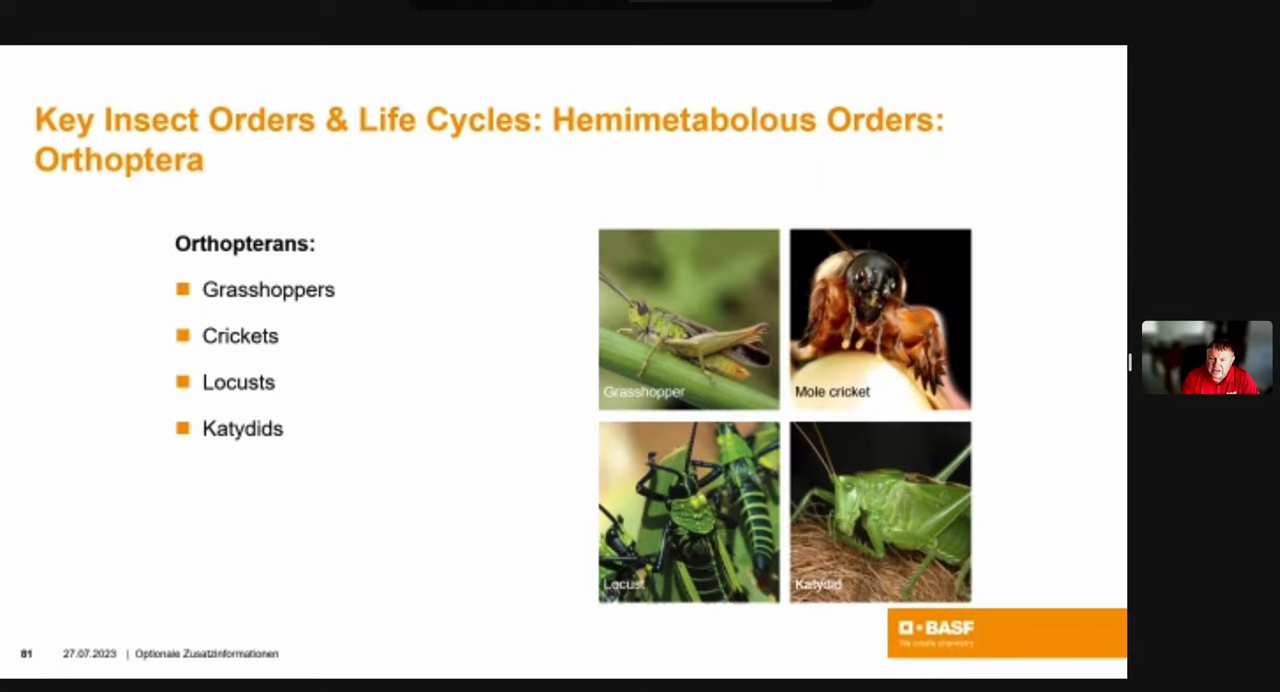 Key Insect Orders & Life Cycles: Hemimetabolous Orders:
Orthoptera
Orthopterans:
Grasshoppers
Crickets
Locusts
Katydids
Grasshopper
Mole cricket
Locust
Katydid
BASF
We create chemistry
81 27.07.2023 | Optionale Zusatzinformationen